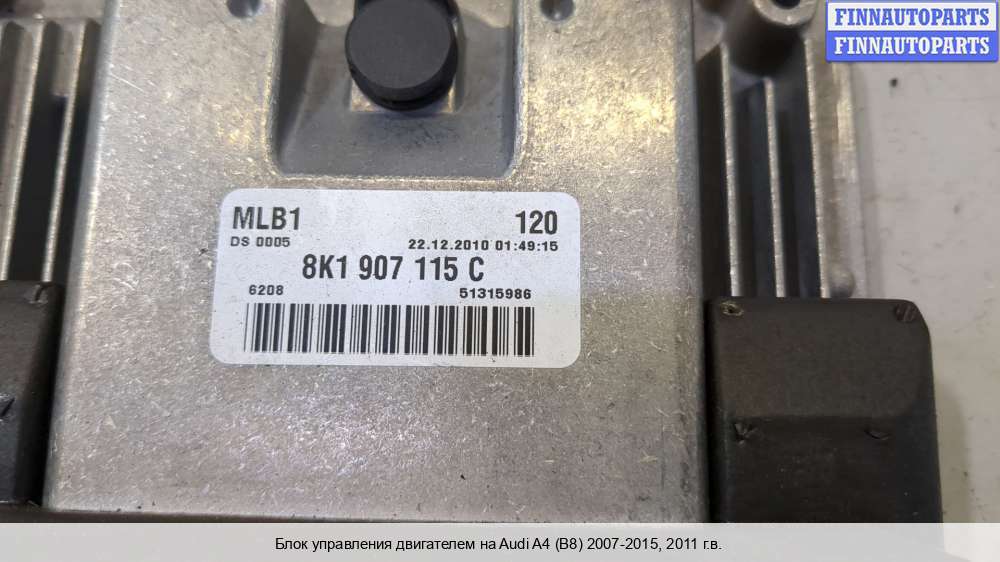 FINNAUTOPARTS
FINNAUTOPARTS
MLB1 120
DS 0005 22.12.2010 01:49:15
8K1 907 115 C
6208 51315986
Блок управления двигателем на Audi A4 (B8) 2007-2015, 2011 г.в.